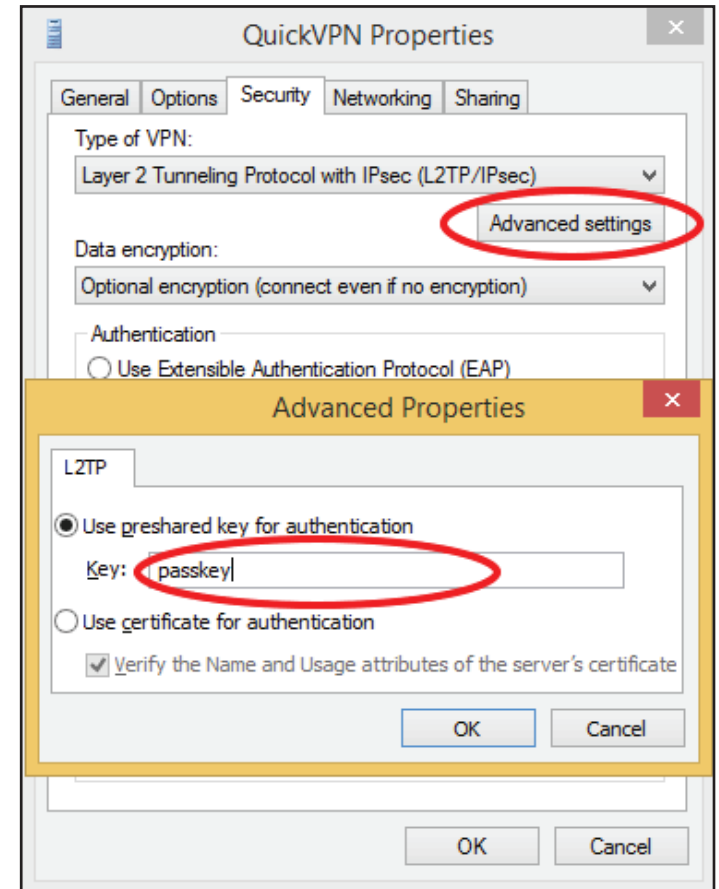 QuickVPN Properties
General Options Security Networking Sharing
Type of VPN:
Layer 2 Tunneling Protocol with IPsec (L2TP/IPsec)
Advanced settings
Data encryption:
Optional encryption (connect even if no encryption)
Authentication
Use Extensible Authentication Protocol (EAP)
Advanced Properties
L2TP
Use preshared key for authentication
Key: passkey
Use certificate for authentication
Verify the Name and Usage attributes of the server's certificate
OK Cancel
OK Cancel